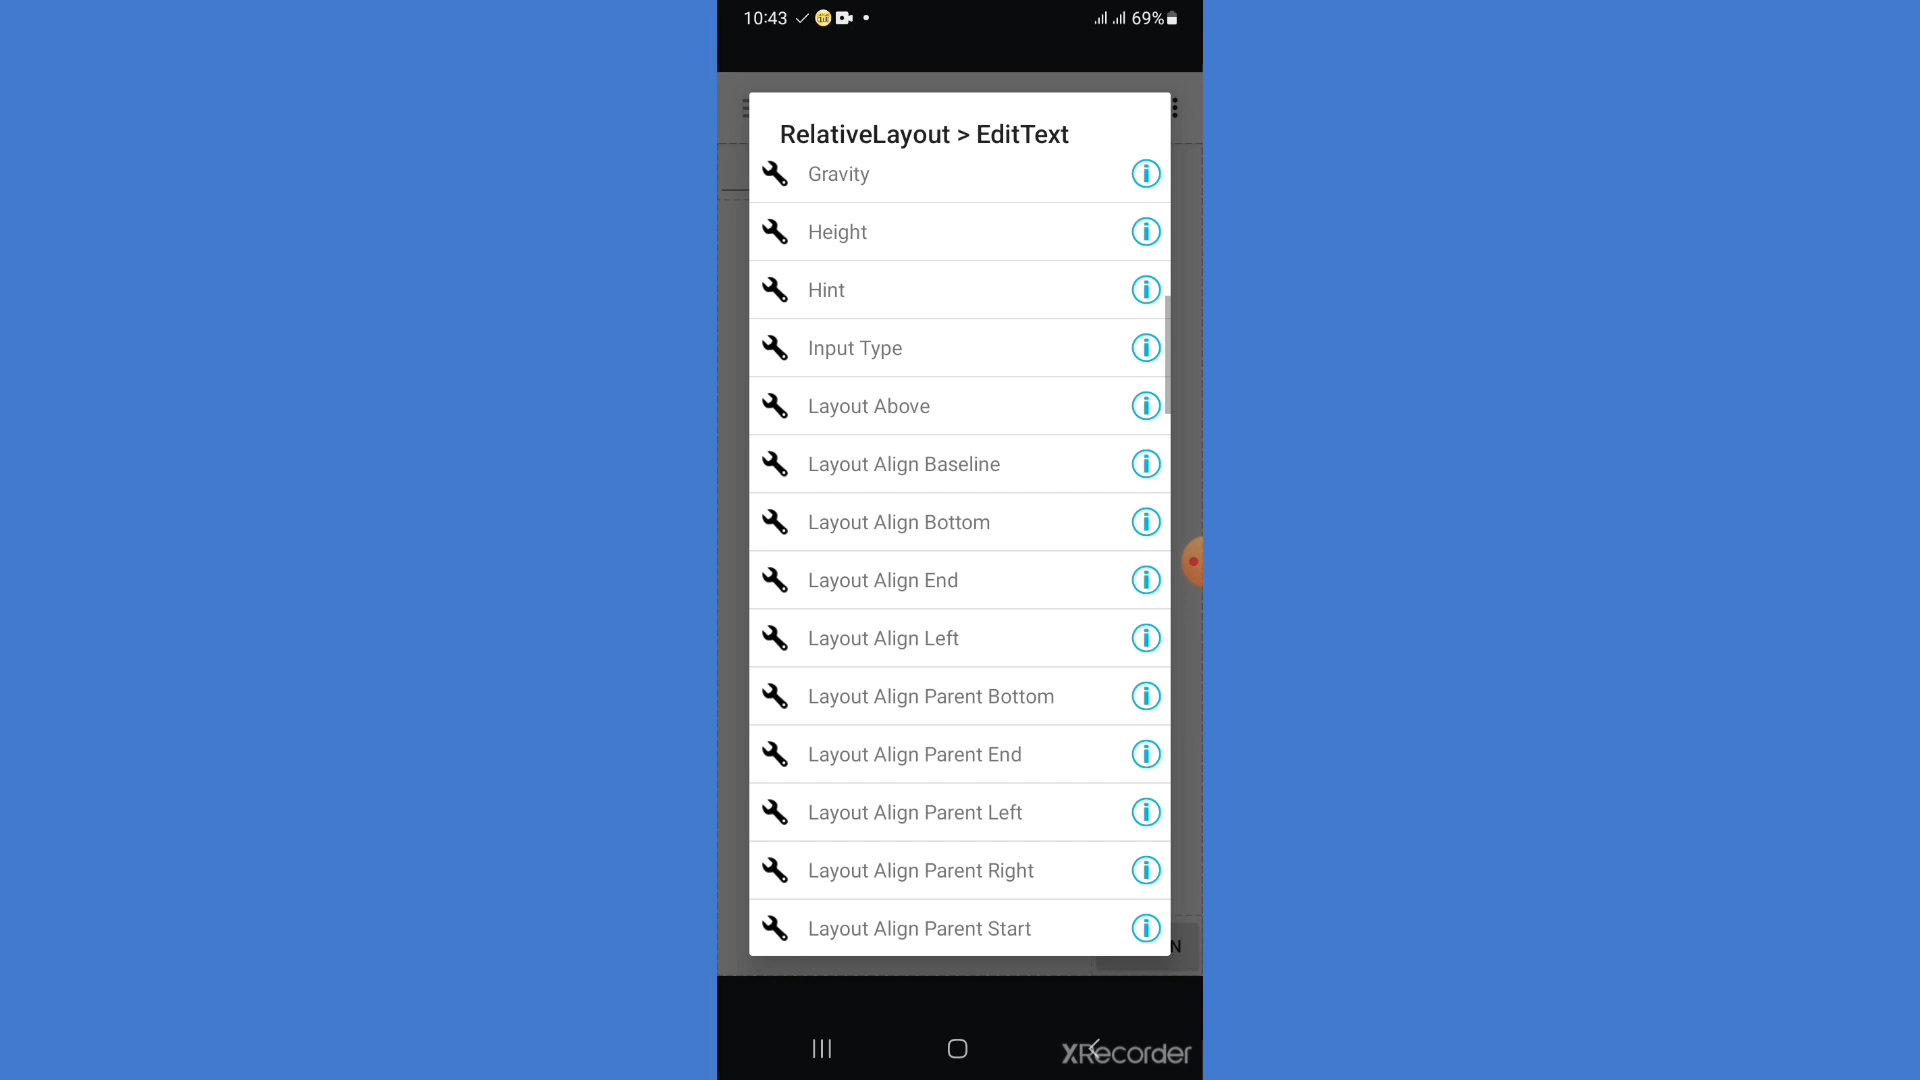 10:43
69%
RelativeLayout > EditText
Gravity
Height
Hint
Input Type
Layout Above
Layout Align Baseline
Layout Align Bottom
Layout Align End
Layout Align Left
Layout Align Parent Bottom
Layout Align Parent End
Layout Align Parent Left
Layout Align Parent Right
Layout Align Parent Start
N
XRecorder